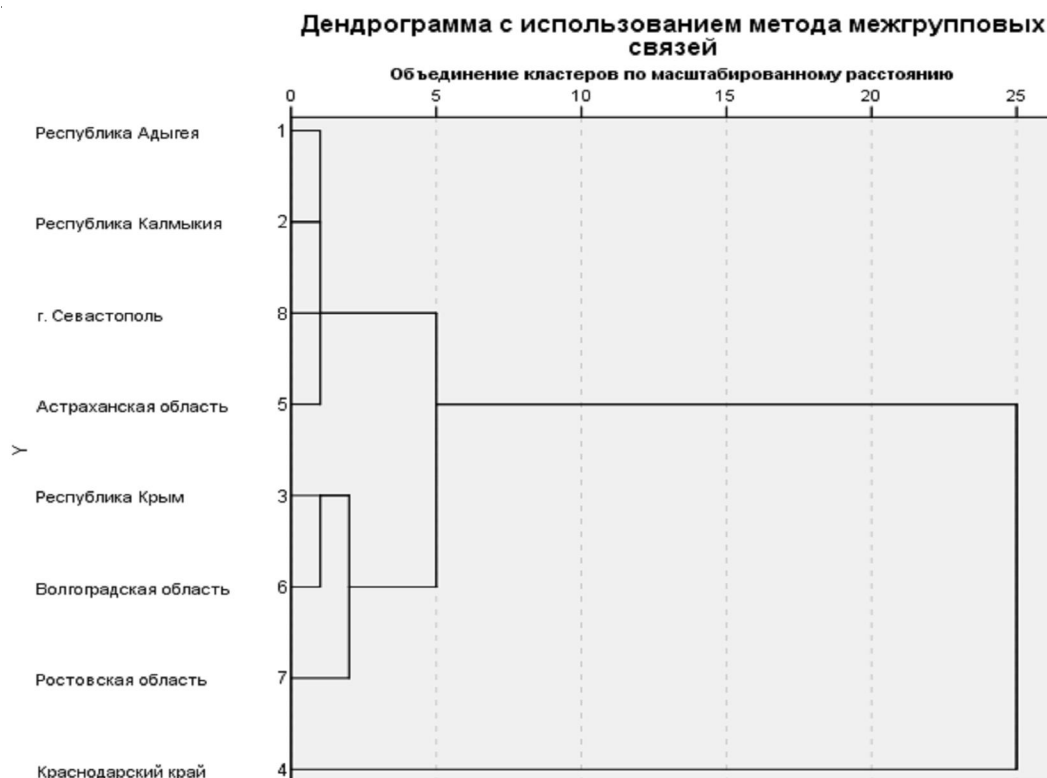 Дендрограмма с использованием метода межгрупповых
связей
Объединение кластеров по масштабированному расстоянию
0 5 10 15 20 25
Республика Адыгея 1
Республика Калмыкия 2
г. Севастополь 8
Астраханская область 5
Y
Республика Крым 3
Волгоградская область 6
Ростовская область 7
Краснодарский край 4